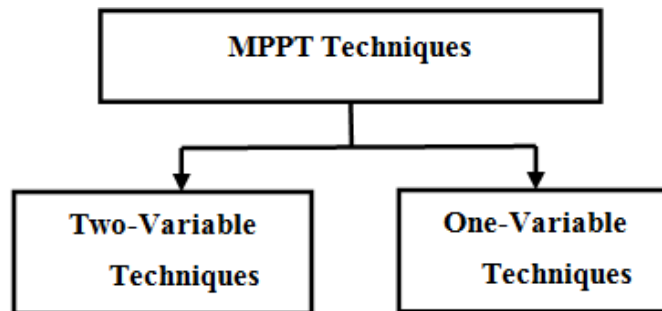 MPPT Techniques
Two-Variable
Techniques
One-Variable
Techniques